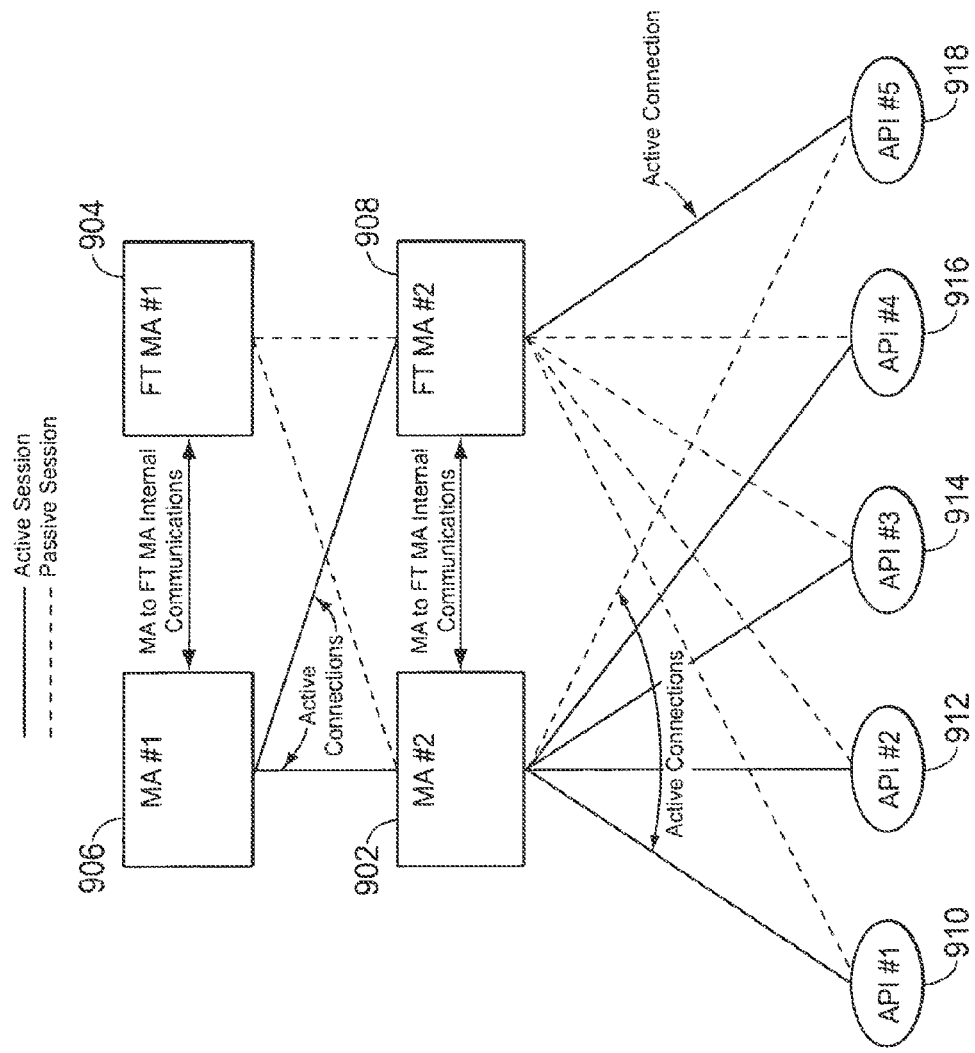 Active Session
Passive Session
906
MA #1
MA to FT MA Internal
Communications
FT MA #1
904
Active
Connections
902
MA #2
MA to FT MA Internal
Communications
FT MA #2
908
Active Connections
Active Connection
API #1
910
API #2
912
API #3
914
API #4
916
API #5
918